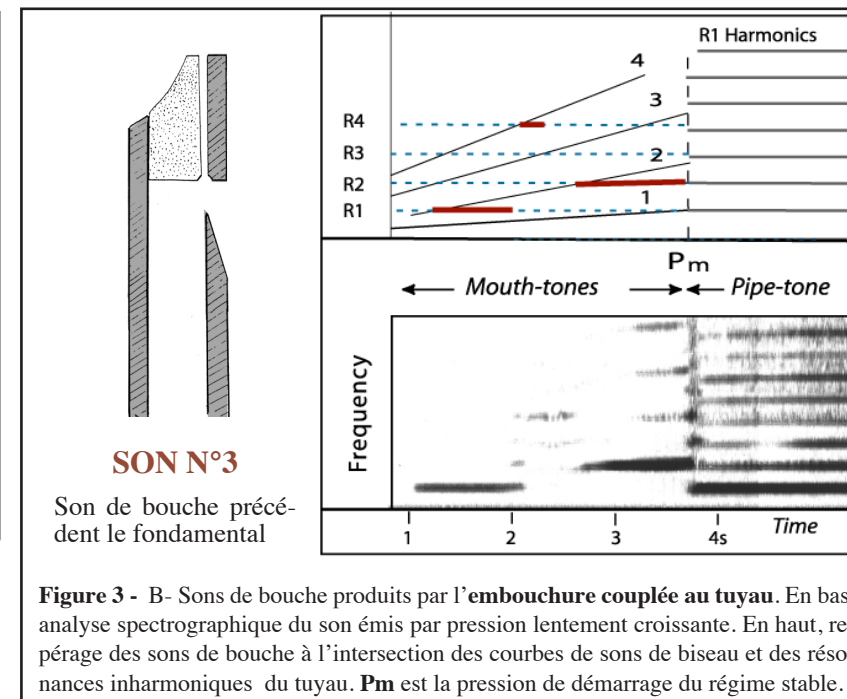 R1 Harmonics
4
3
2
1
R4
R3
R2
R1
Pm
Mouth-tones
Pipe-tone
Frequency
1 2 3 4s Time
SON N°3
Son de bouche précé-
dent le fondamental
Figure 3 - B- Sons de bouche produits par l'embouchure couplée au tuyau. En bas
analyse spectrographique du son émis par pression lentement croissante. En haut, re
pérage des sons de bouche à l'intersection des courbes de sons de biseau et des réso
nances inharmoniques du tuyau. Pm est la pression de démarrage du régime stable.